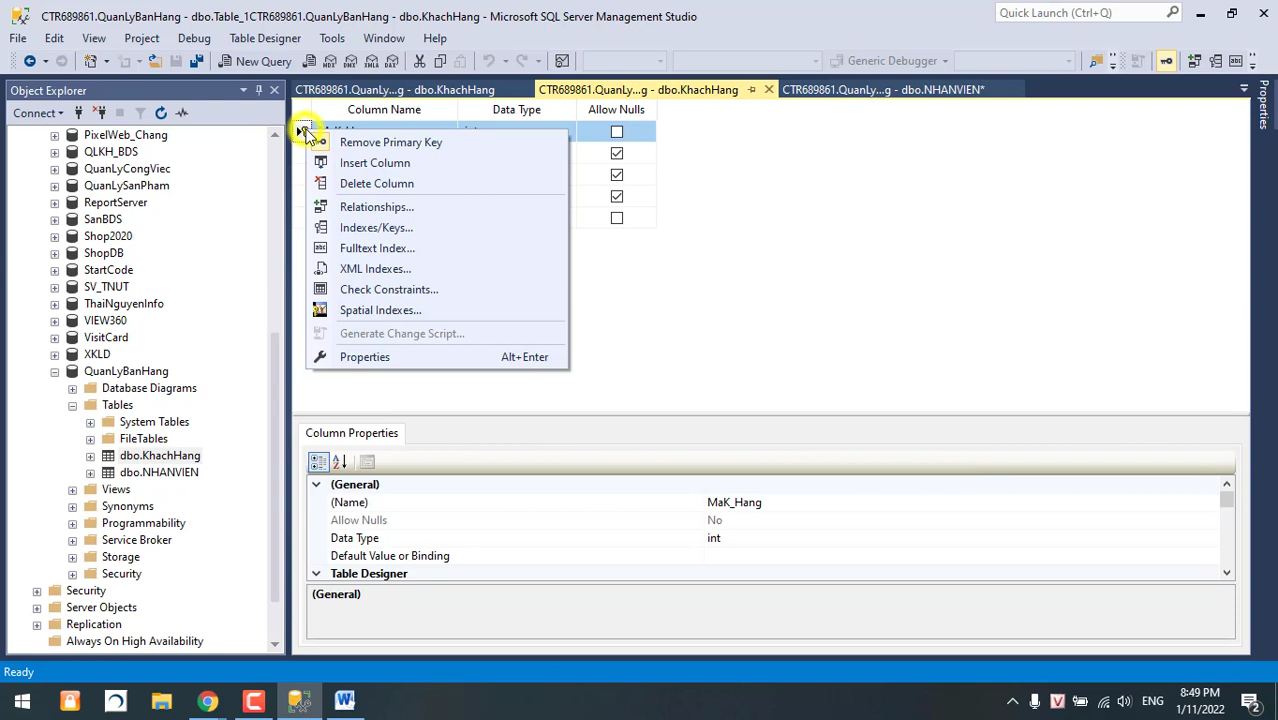 CTR689861.QuanLyBanHang - dbo.Table_1CTR689861.QuanLyBanHang - dbo.KhachHang - Microsoft SQL Server Management Studio
Quick Launch (Ctrl+Q)
File Edit View Project Debug Table Designer Tools Window Help
New Query
MDX DMX XMLA DAX
Generic Debugger
Object Explorer
Connect
PixelWeb_Chang
QLKH_BDS
QuanLyCongViec
QuanLySanPham
ReportServer
SanBDS
Shop2020
ShopDB
StartCode
SV_TNUT
ThaiNguyenInfo
VIEW360
VisitCard
XKLD
QuanLyBanHang
Database Diagrams
Tables
System Tables
FileTables
dbo.KhachHang
dbo.NHANVIEN
Views
Synonyms
Programmability
Service Broker
Storage
Security
Security
Server Objects
Replication
Always On High Availability
CTR689861.QuanLy...g - dbo.KhachHang
CTR689861.QuanLy...g - dbo.KhachHang
CTR689861.QuanLy...g - dbo.NHANVIEN*
Column Name Data Type Allow Nulls
Remove Primary Key
Insert Column
Delete Column
Relationships...
Indexes/Keys...
Fulltext Index...
XML Indexes...
Check Constraints...
Spatial Indexes...
Generate Change Script...
Properties Alt+Enter
Column Properties
(General)
(Name) MaK_Hang
Allow Nulls No
Data Type int
Default Value or Binding
Table Designer
(General)
Properties
Ready
ENG
8:49 PM
1/11/2022
2